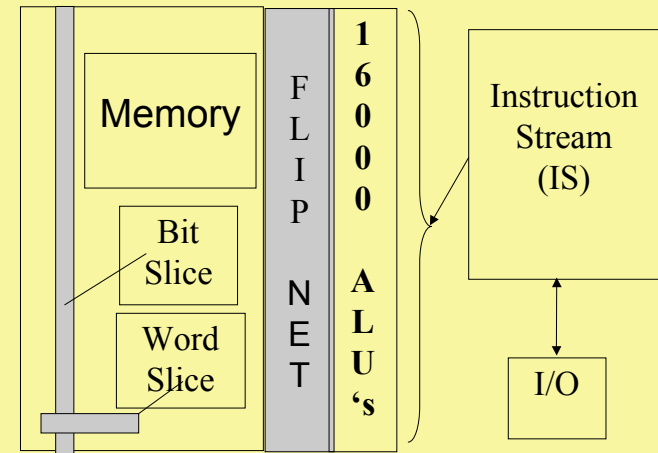 Memory
Bit
Slice
Word
Slice
F
L
I
P
N
E
T
1
6
0
0
0
A
L
U
‘s
Instruction
Stream
(IS)
I/O